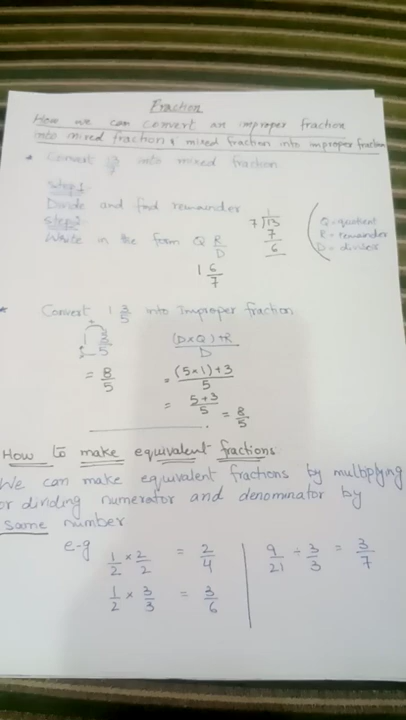 Fraction
How we can convert an improper fraction
into mixed fraction, mixed fraction into improper fraction
* Convert 3/7 into mixed fraction
Step 1
Divide and find remainder
7 1
13
7
6
Q = quotient
R = remainder
D = divisor
Step 2
Write in the form Q R/D
1 6/7
* Convert 1 3/5 into Improper fraction
1 3/5
(D×Q)+R/D
= 8/5
= (5×1)+3/5
= 5+3/5 = 8/5
How to make equivalent fractions
We can make equivalent fractions by multiplying
or dividing numerator and denominator by
same number
e-g
1/2 × 2/2 = 2/4
1/2 × 3/3 = 3/6
9/21 ÷ 3/3 = 3/7